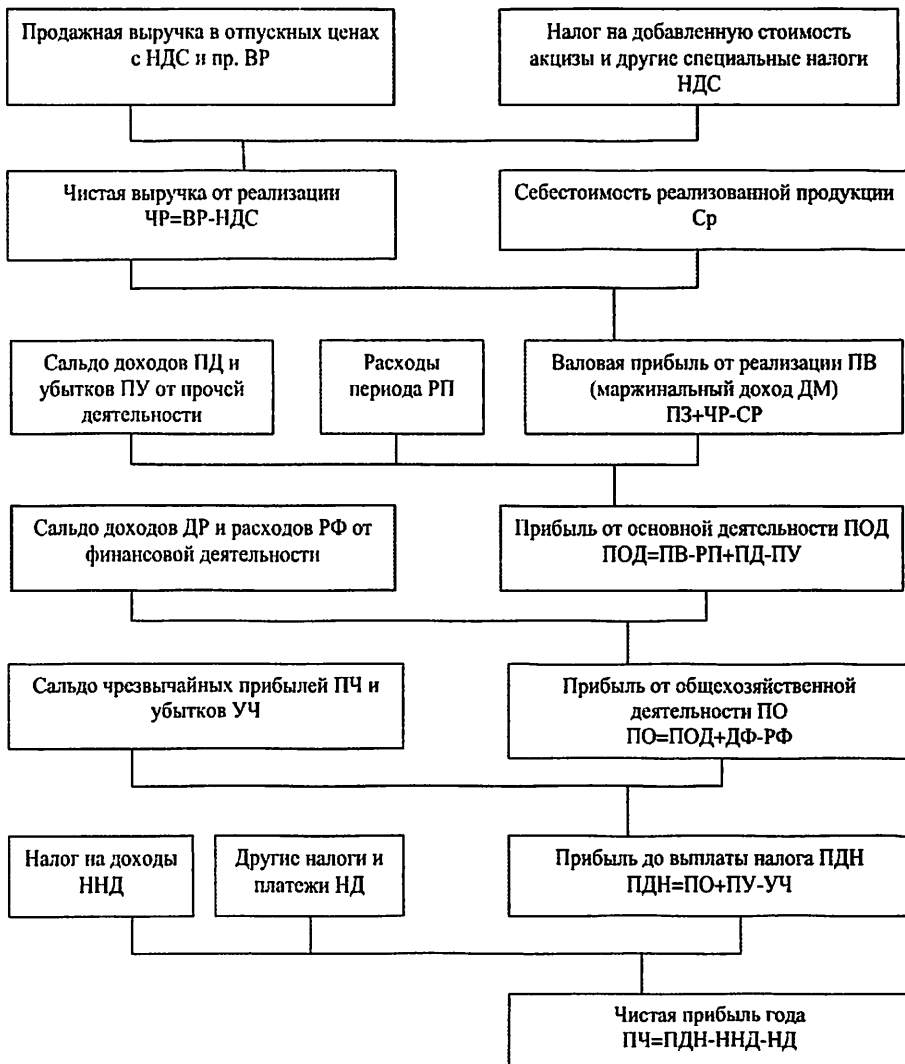 Продажная выручка в отпускных ценах
с НДС и пр. ВР
Налог на добавленную стоимость
акцизы и другие специальные налоги
НДС
Чистая выручка от реализации
ЧР=ВР-НДС
Себестоимость реализованной продукции
Ср
Сальдо доходов ПД и
убытков ПУ от прочей
деятельности
Расходы
периода РП
Валовая прибыль от реализации ПВ
(маржинальный доход ДМ)
ПЗ+ЧР-СР
Сальдо доходов ДР и расходов РФ от
финансовой деятельности
Прибыль от основной деятельности ПОД
ПОД=ПВ-РП+ПД-ПУ
Сальдо чрезвычайных прибылей ПЧ и
убытков УЧ
Прибыль от общехозяйственной
деятельности ПО
ПО=ПОД+ДФ-РФ
Налог на доходы
ННД
Другие налоги и
платежи НД
Прибыль до выплаты налога ПДН
ПДН=ПО+ПУ-УЧ
Чистая прибыль года
ПЧ=ПДН-ННД-НД